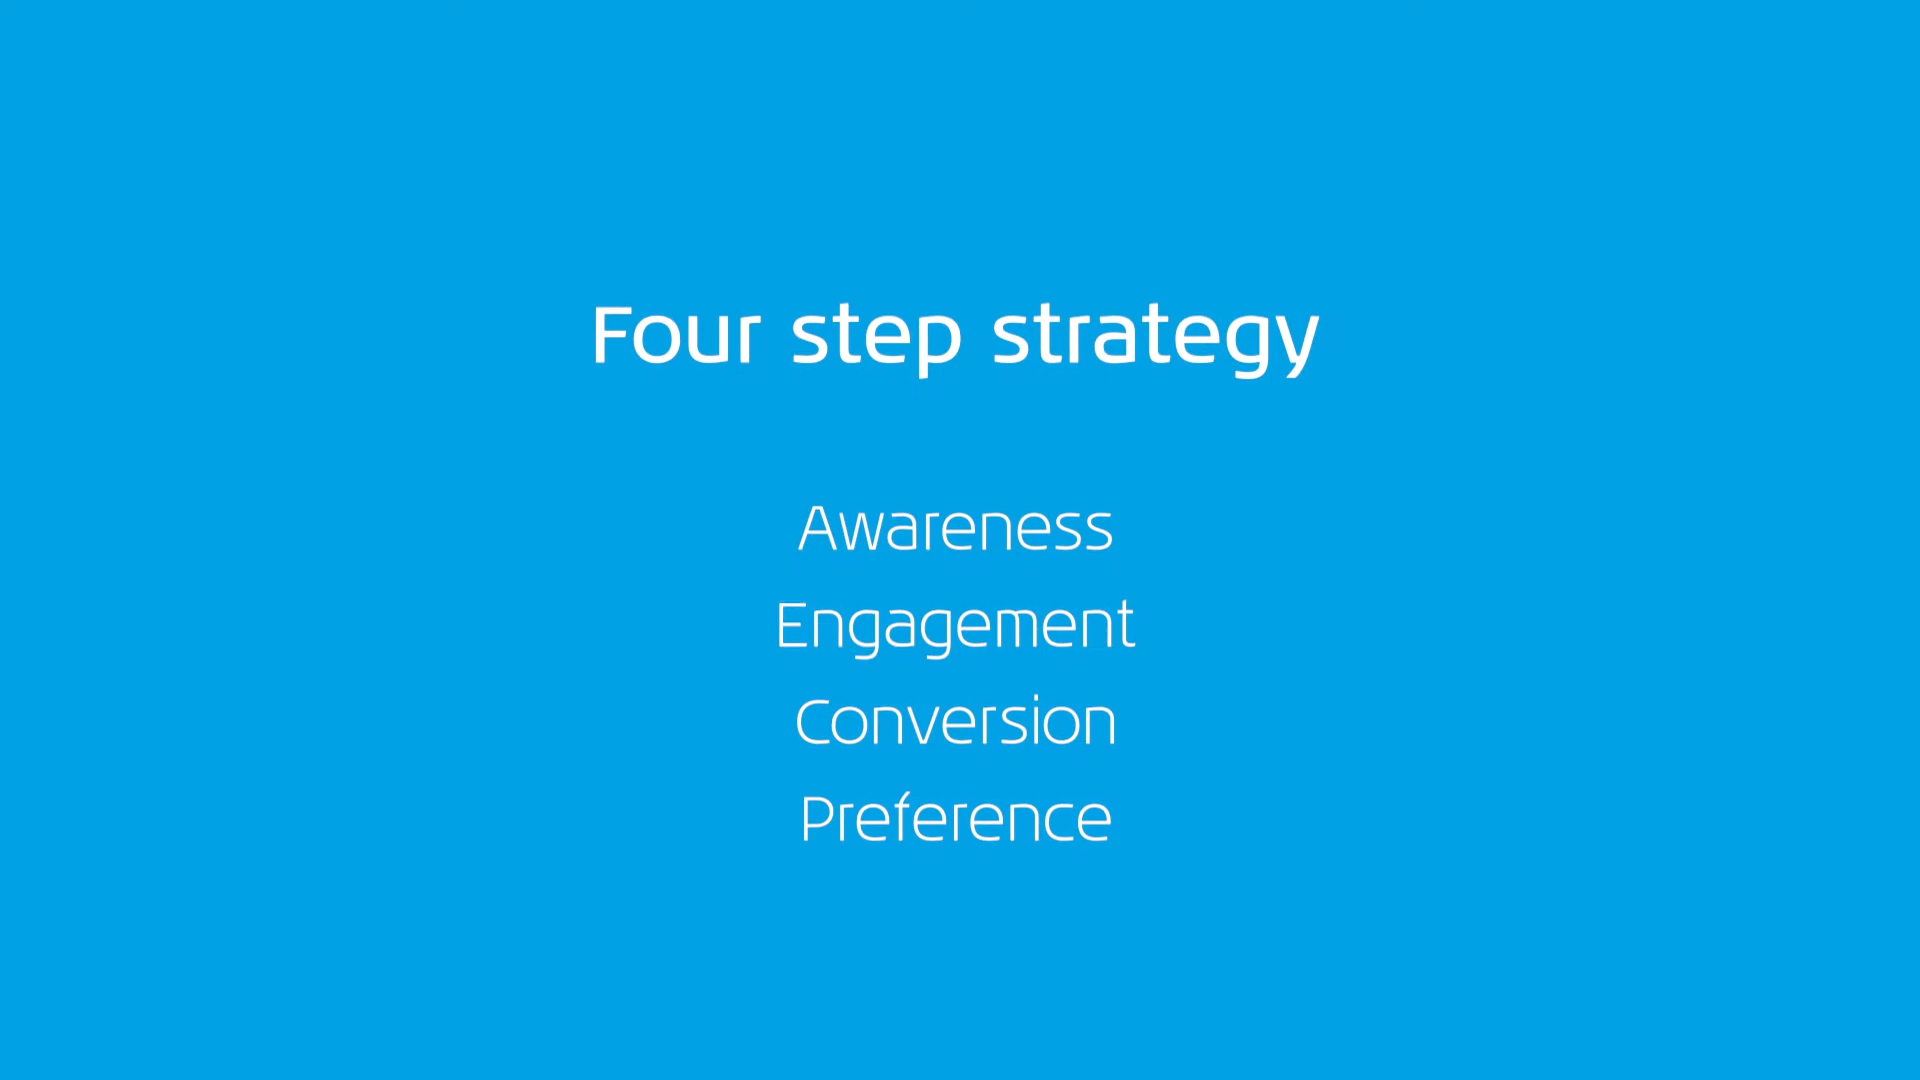 Four step strategy
Awareness
Engagement
Conversion
Preference